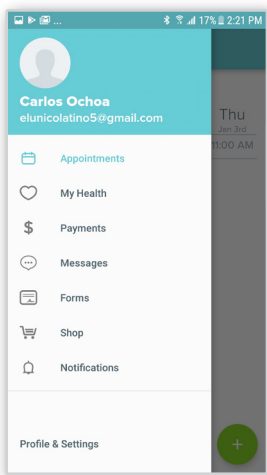 ... 17% 2:21 PM
Carlos Ochoa
elunicolatino5@gmail.com
Thu
Jan 3rd
11:00 AM
Appointments
My Health
$ Payments
Messages
Forms
Shop
Notifications
Profile & Settings
+